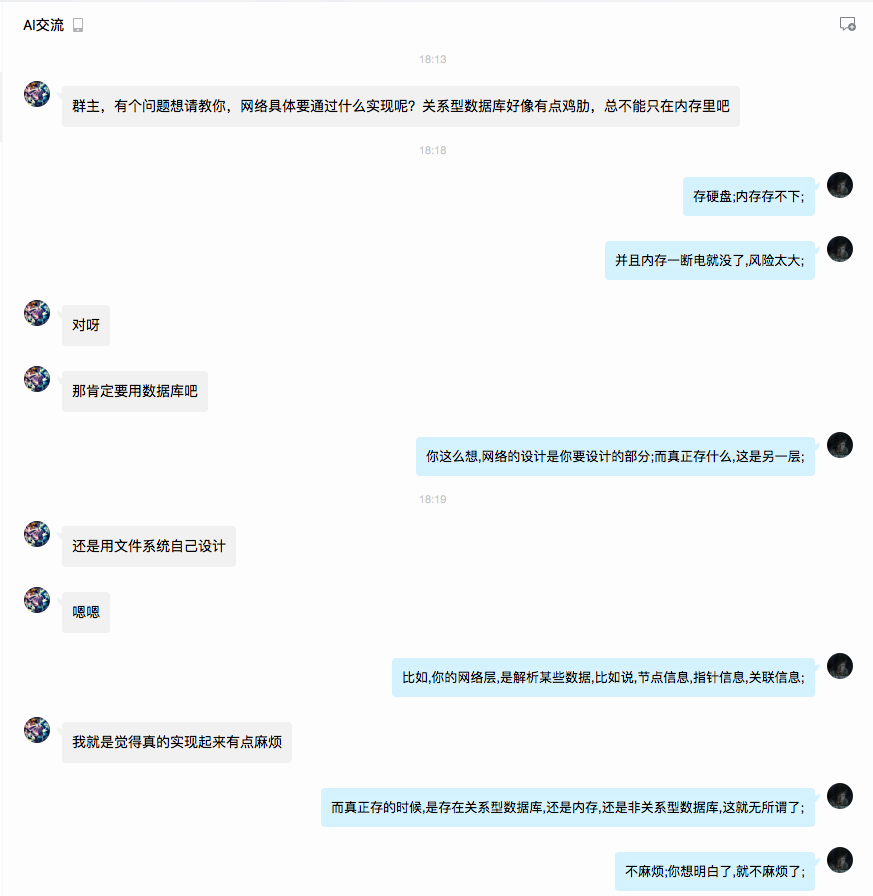 AI交流
18:13
群主，有个问题想请教你，网络具体要通过什么实现呢？关系型数据库好像有点鸡肋，总不能只在内存里吧
18:18
存硬盘;内存存不下;
并且内存一断电就没了,风险太大;
对呀
那肯定要用数据库吧
你这么想,网络的设计是你要设计的部分;而真正存什么,这是另一层;
18:19
还是用文件系统自己设计
嗯嗯
比如,你的网络层,是解析某些数据,比如说,节点信息,指针信息,关联信息;
我就是觉得真的实现起来有点麻烦
而真正存的时候,是存在关系型数据库,还是内存,还是非关系型数据库,这就无所谓了;
不麻烦;你想明白了,就不麻烦了;